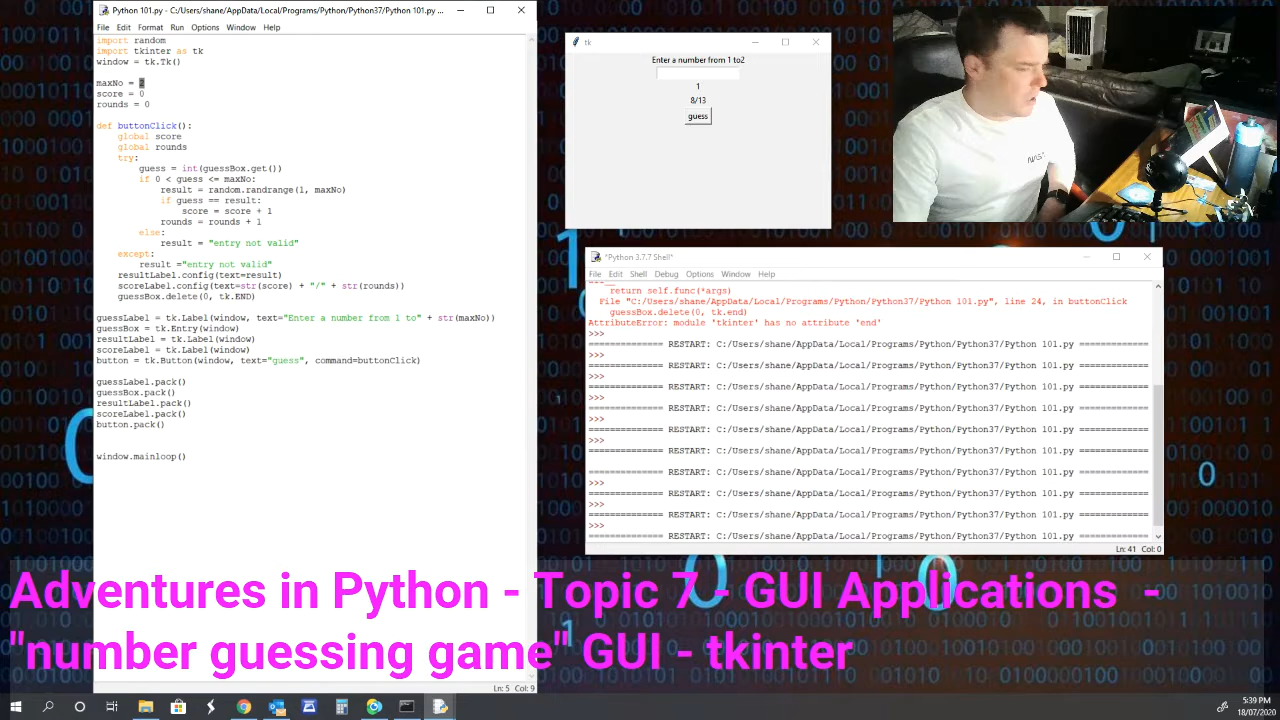 Python 101.py - C:/Users/shane/AppData/Local/Programs/Python/Python37/Python 101.py ...
File Edit Format Run Options Window Help
import random
import tkinter as tk
window = tk.Tk()
maxNo = 2
score = 0
rounds = 0
def buttonClick():
global score
global rounds
try:
guess = int(guessBox.get())
if 0 < guess <= maxNo:
result = random.randrange(1, maxNo)
if guess == result:
score = score + 1
rounds = rounds + 1
else:
result = "entry not valid"
except:
result ="entry not valid"
resultLabel.config(text=result)
scoreLabel.config(text=str(score) + "/" + str(rounds))
guessBox.delete(0, tk.END)
guessLabel = tk.Label(window, text="Enter a number from 1 to" + str(maxNo))
guessBox = tk.Entry(window)
resultLabel = tk.Label(window)
scoreLabel = tk.Label(window)
button = tk.Button(window, text="guess", command=buttonClick)
guessLabel.pack()
guessBox.pack()
resultLabel.pack()
scoreLabel.pack()
button.pack()
window.mainloop()
Ln: 5 Col: 9
tk
Enter a number from 1 to2
1
8/13
guess
*Python 3.7.7 Shell*
File Edit Shell Debug Options Window Help
return self.func(*args)
File "C:/Users/shane/AppData/Local/Programs/Python/Python37/Python 101.py", line 24, in buttonClick
guessBox.delete(0, tk.end)
AttributeError: module 'tkinter' has no attribute 'end'
>>>
============== RESTART: C:/Users/shane/AppData/Local/Programs/Python/Python37/Python 101.py =============
>>>
============== RESTART: C:/Users/shane/AppData/Local/Programs/Python/Python37/Python 101.py =============
>>>
============== RESTART: C:/Users/shane/AppData/Local/Programs/Python/Python37/Python 101.py =============
>>>
============== RESTART: C:/Users/shane/AppData/Local/Programs/Python/Python37/Python 101.py =============
>>>
============== RESTART: C:/Users/shane/AppData/Local/Programs/Python/Python37/Python 101.py =============
>>>
============== RESTART: C:/Users/shane/AppData/Local/Programs/Python/Python37/Python 101.py =============
============== RESTART: C:/Users/shane/AppData/Local/Programs/Python/Python37/Python 101.py =============
>>>
============== RESTART: C:/Users/shane/AppData/Local/Programs/Python/Python37/Python 101.py =============
>>>
============== RESTART: C:/Users/shane/AppData/Local/Programs/Python/Python37/Python 101.py =============
>>>
============== RESTART: C:/Users/shane/AppData/Local/Programs/Python/Python37/Python 101.py =============
Ln: 41 Col: 0
Adventures in Python - Topic 7 - GUI Applications -
"number guessing game" GUI - tkinter
5:39 PM
18/07/2020